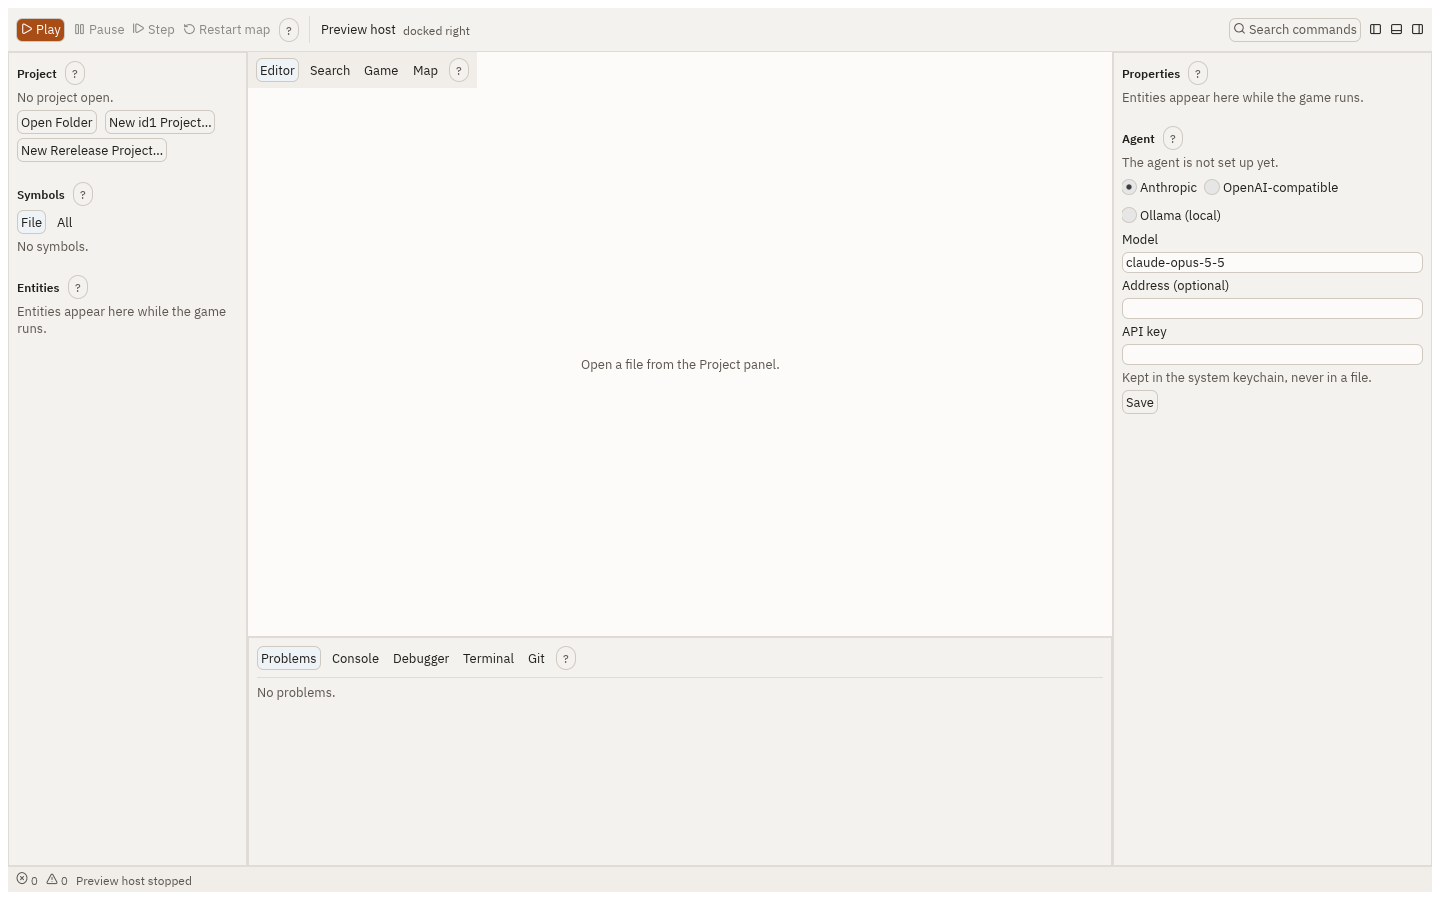 Play Pause Step Restart map ? Preview host docked right Search commands
Project ?
No project open.
Open Folder New id1 Project...
New Rerelease Project...
Symbols ?
File All
No symbols.
Entities ?
Entities appear here while the game
runs.
Editor Search Game Map ?
Open a file from the Project panel.
Problems Console Debugger Terminal Git ?
No problems.
Properties ?
Entities appear here while the game runs.
Agent ?
The agent is not set up yet.
Anthropic OpenAI-compatible
Ollama (local)
Model
claude-opus-5-5
Address (optional)
API key
Kept in the system keychain, never in a file.
Save
0 0 Preview host stopped